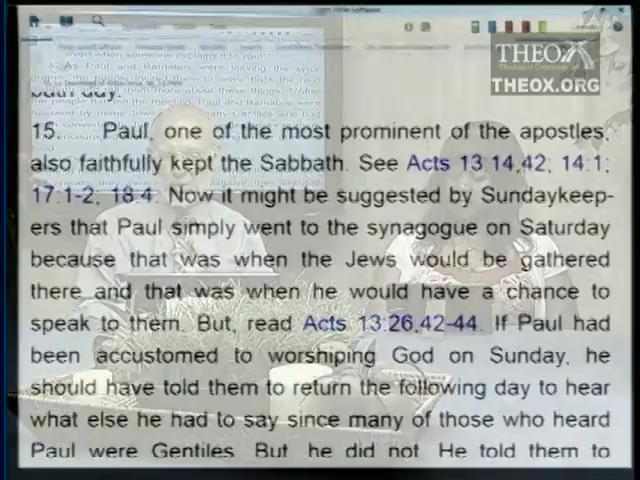 THEOX
THEOX.ORG
bath day.
15. Paul, one of the most prominent of the apostles,
also faithfully kept the Sabbath. See Acts 13:14,42; 14:1;
17:1-2; 18:4. Now it might be suggested by Sundaykeep-
ers that Paul simply went to the synagogue on Saturday
because that was when the Jews would be gathered
there and that was when he would have a chance to
speak to them. But, read Acts 13:26,42-44. If Paul had
been accustomed to worshiping God on Sunday, he
should have told them to return the following day to hear
what else he had to say since many of those who heard
Paul were Gentiles. But he did not. He told them to